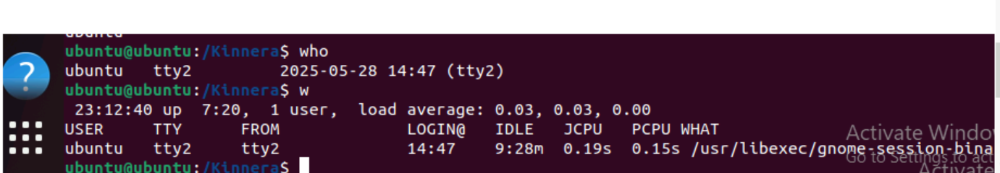 ubuntu
ubuntu@ubuntu:/Kinnera$ who
ubuntu   tty2         2025-05-28 14:47 (tty2)
ubuntu@ubuntu:/Kinnera$ w
 23:12:40 up  7:20,  1 user,  load average: 0.03, 0.03, 0.00
USER     TTY      FROM             LOGIN@   IDLE   JCPU   PCPU WHAT
ubuntu   tty2     tty2             14:47    9:28m  0.19s  0.15s /usr/libexec/gnome-session-bina
ubuntu@ubuntu:/Kinnera$
?
Activate Windo
Go to Settings to act
Activate